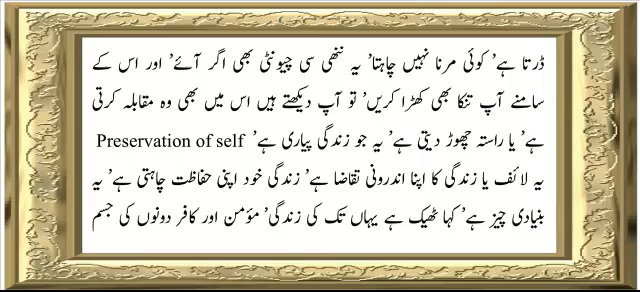 ڈرتا ہے’ کوئی مرنا نہیں چاہتا’ یہ ننھی سی چیونٹی بھی اگر آئے’ اور اس کے
سامنے آپ تنکا بھی کھڑا کریں’ تو آپ دیکھتے ہیں اس میں بھی وہ مقابلہ کرتی
ہے’ یا راستہ چھوڑ دیتی ہے’ یہ جو زندگی پیاری ہے’ Preservation of self
یہ لائف یا زندگی کا اپنا اندرونی تقاضا ہے’ زندگی خود اپنی حفاظت چاہتی ہے’ یہ
بنیادی چیز ہے’ کہا ٹھیک ہے یہاں تک کی زندگی’ مؤمن اور کافر دونوں کی جسم